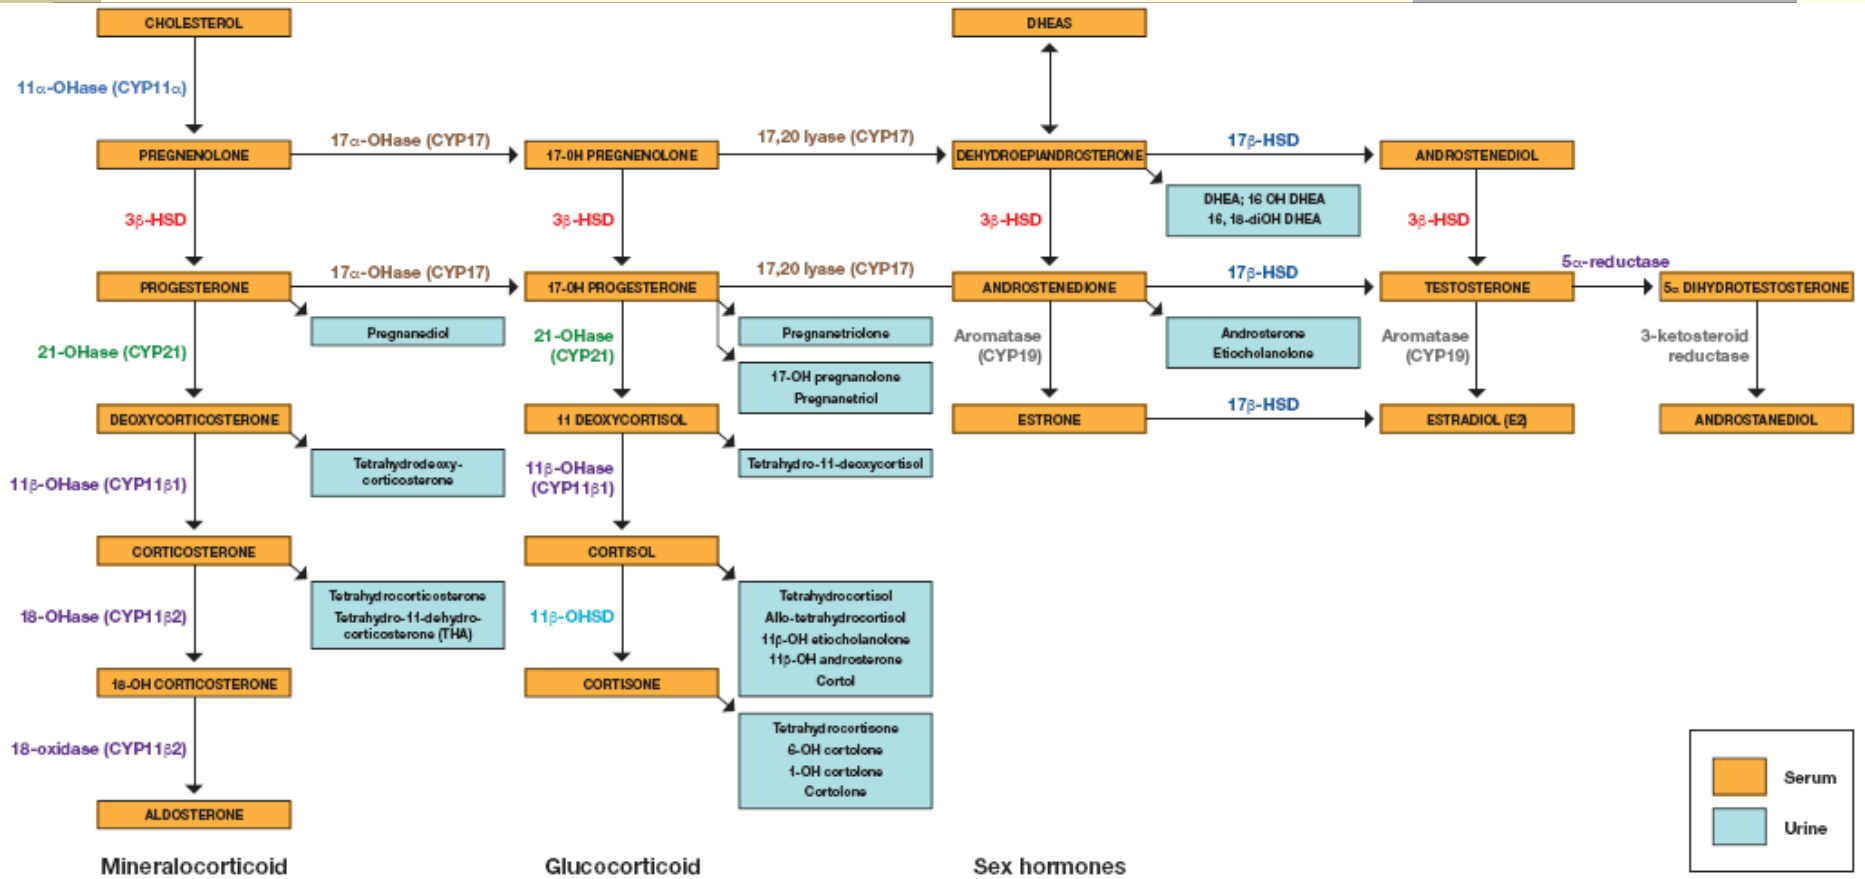 CHOLESTEROL
DHEAS
11α-OHase (CYP11α)
17α-OHase (CYP17)
17,20 lyase (CYP17)
17β-HSD
PREGNENOLONE
17-0H PREGNENOLONE
DEHYDROEPIANDROSTERONE
ANDROSTENEDIOL
DHEA; 16 OH DHEA
16, 18-diOH DHEA
3β-HSD
3β-HSD
3β-HSD
3β-HSD
17α-OHase (CYP17)
17,20 lyase (CYP17)
17β-HSD
5α-reductase
PROGESTERONE
17-0H PROGESTERONE
ANDROSTENEDIONE
TESTOSTERONE
5α DIHYDROTESTOSTERONE
Pregnanediol
Pregnanetriolone
Androsterone
Etiocholanolone
21-OHase (CYP21)
21-OHase
(CYP21)
Aromatase
(CYP19)
Aromatase
(CYP19)
3-ketosteroid
reductase
17-OH pregnanolone
Pregnanetriol
17β-HSD
DEOXYCORTICOSTERONE
11 DEOXYCORTISOL
ESTRONE
ESTRADIOL (E2)
ANDROSTANEDIOL
Tetrahydrodeoxy-
corticosterone
Tetrahydro-11-deoxycortisol
11β-OHase (CYP11β1)
11β-OHase
(CYP11β1)
CORTICOSTERONE
CORTISOL
Tetrahydrocorticosterone
Tetrahydro-11-dehydro-
corticosterone (THA)
Tetrahydrocortisol
Allo-tetrahydrocortisol
11β-OH etiocholanolone
11β-OH androsterone
Cortol
18-OHase (CYP11β2)
11β-OHSD
18-OH CORTICOSTERONE
CORTISONE
Tetrahydrocortisone
6-OH cortolone
1-OH cortolone
Cortolone
18-oxidase (CYP11β2)
ALDOSTERONE
Serum
Urine
Mineralocorticoid
Glucocorticoid
Sex hormones